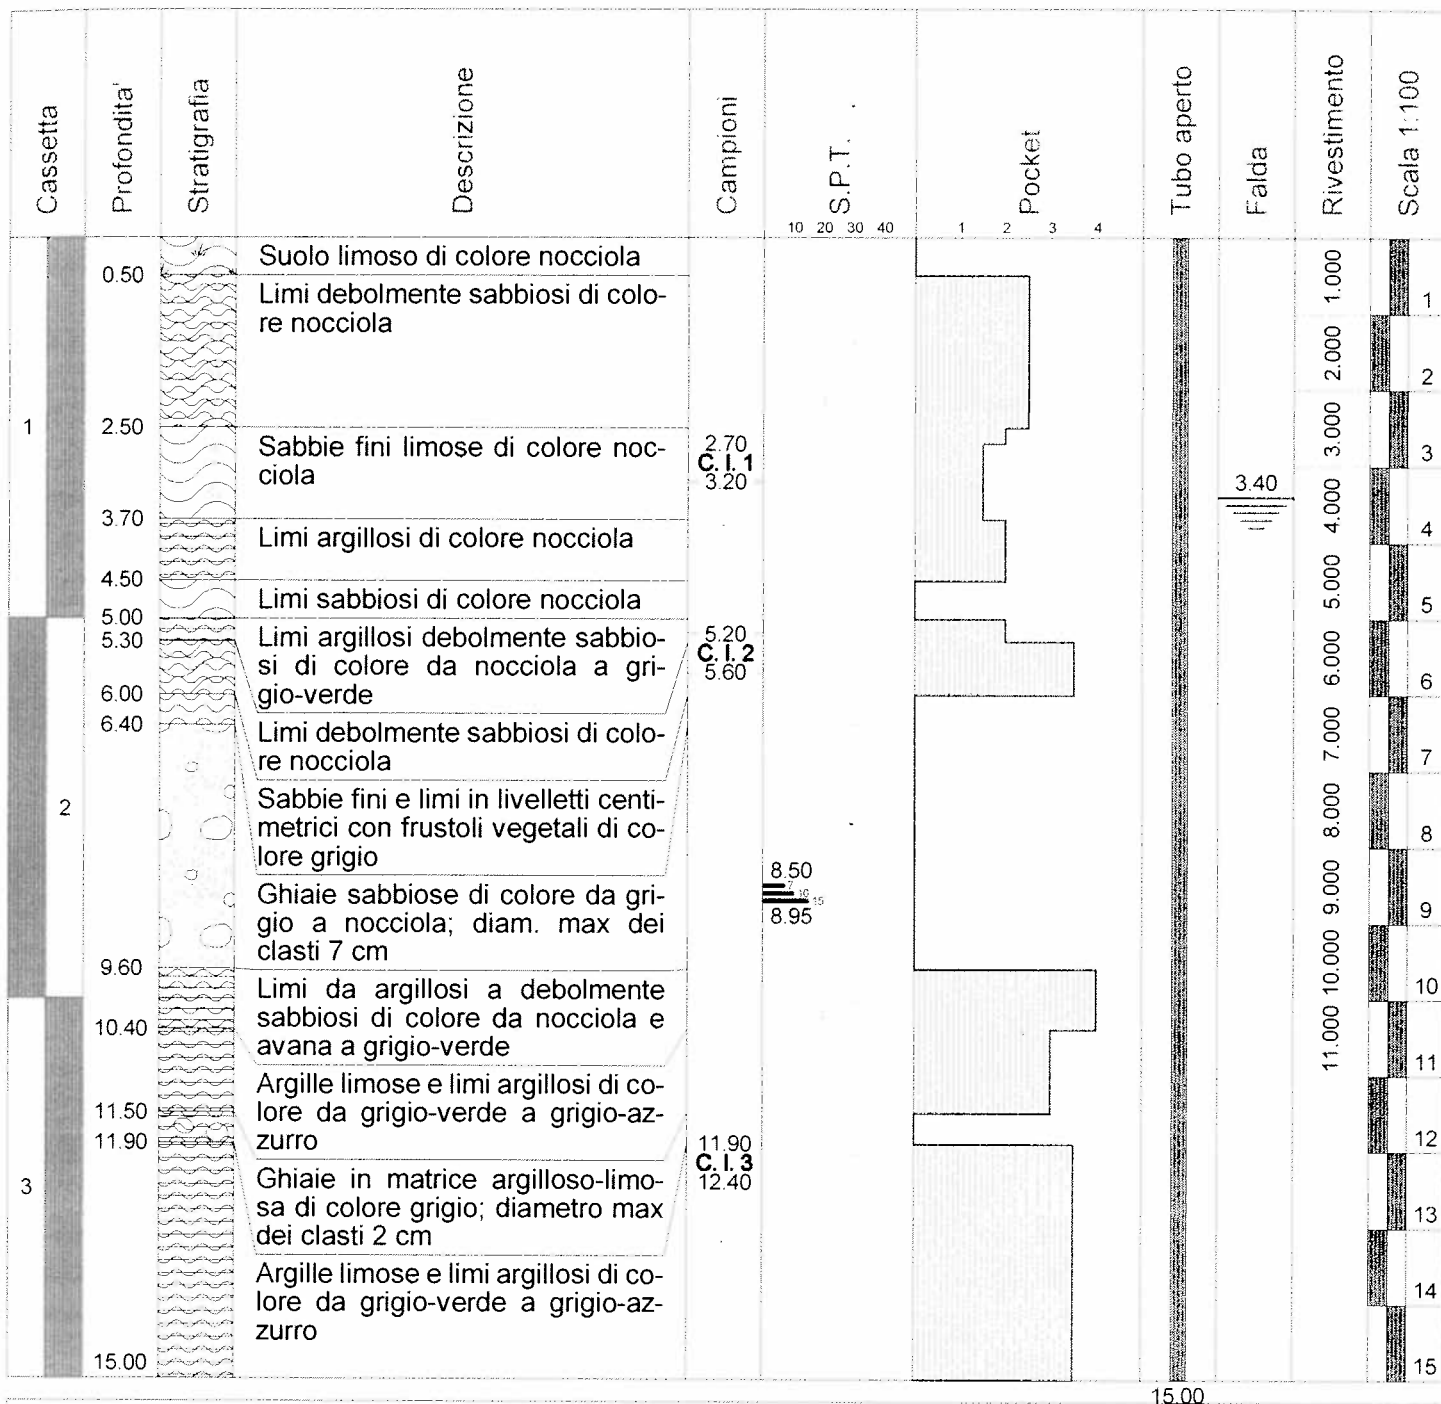 Cassetta
Profondita'
Stratigrafia
Descrizione
Campioni
S.P.T.
10 20 30 40
Pocket
1 2 3 4
Tubo aperto
Falda
Rivestimento
Scala 1:100
Suolo limoso di colore nocciola
0.50
Limi debolmente sabbiosi di colo-
re nocciola
1
2.50
Sabbie fini limose di colore noc-
ciola
2.70
C. I. 1
3.20
3.40
3.70
Limi argillosi di colore nocciola
4.50
Limi sabbiosi di colore nocciola
5.00
5.30
Limi argillosi debolmente sabbio-
si di colore da nocciola a gri-
gio-verde
5.20
C. I. 2
5.60
6.00
6.40
Limi debolmente sabbiosi di colo-
re nocciola
2
Sabbie fini e limi in livelletti centi-
metrici con frustoli vegetali di co-
lore grigio
Ghiaie sabbiose di colore da gri-
gio a nocciola; diam. max dei
clasti 7 cm
8.50
7
10
15
8.95
9.60
Limi da argillosi a debolmente
sabbiosi di colore da nocciola e
avana a grigio-verde
10.40
Argille limose e limi argillosi di co-
lore da grigio-verde a grigio-az-
zurro
11.50
11.90
3
Ghiaie in matrice argilloso-limo-
sa di colore grigio; diametro max
dei clasti 2 cm
11.90
C. I. 3
12.40
Argille limose e limi argillosi di co-
lore da grigio-verde a grigio-az-
zurro
15.00
15.00
1.000
2.000
3.000
4.000
5.000
6.000
7.000
8.000
9.000
10.000
11.000
1
2
3
4
5
6
7
8
9
10
11
12
13
14
15